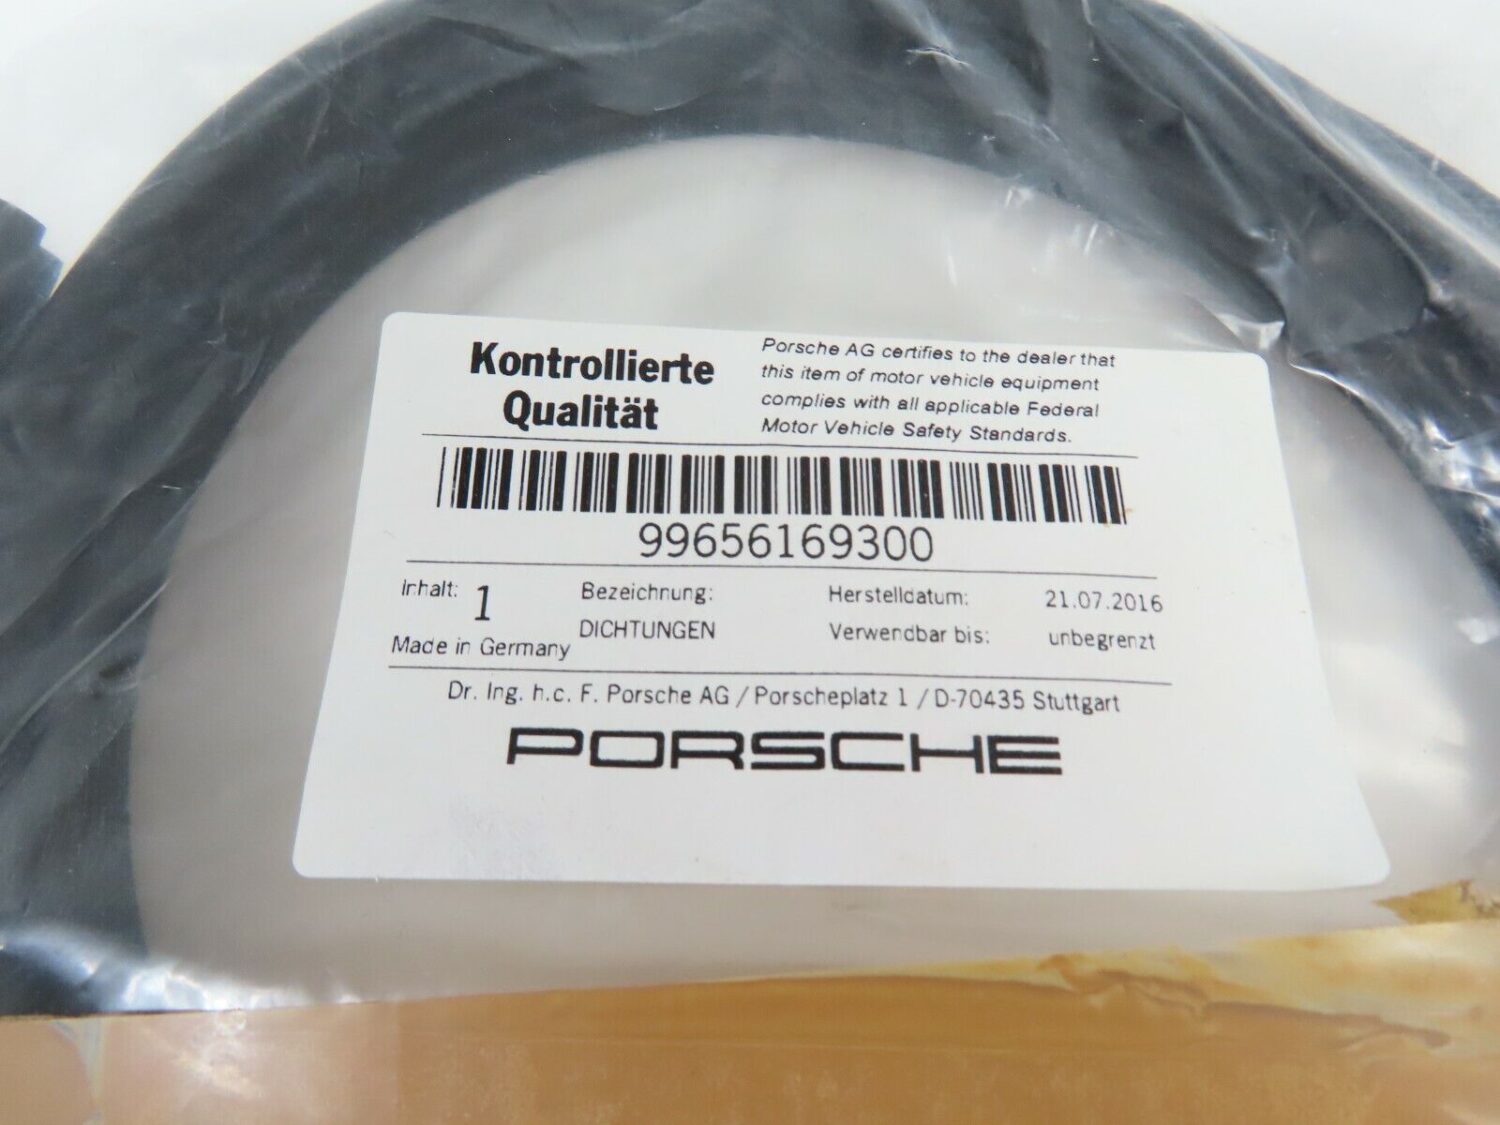 Kontrollierte
Qualität
Porsche AG certifies to the dealer that
this item of motor vehicle equipment
complies with all applicable Federal
Motor Vehicle Safety Standards.
99656169300
Inhalt: 1
Made in Germany
Bezeichnung:
DICHTUNGEN
Herstelldatum: 21.07.2016
Verwendbar bis: unbegrenzt
Dr. Ing. h.c. F. Porsche AG / Porscheplatz 1 / D-70435 Stuttgart
PORSCHE